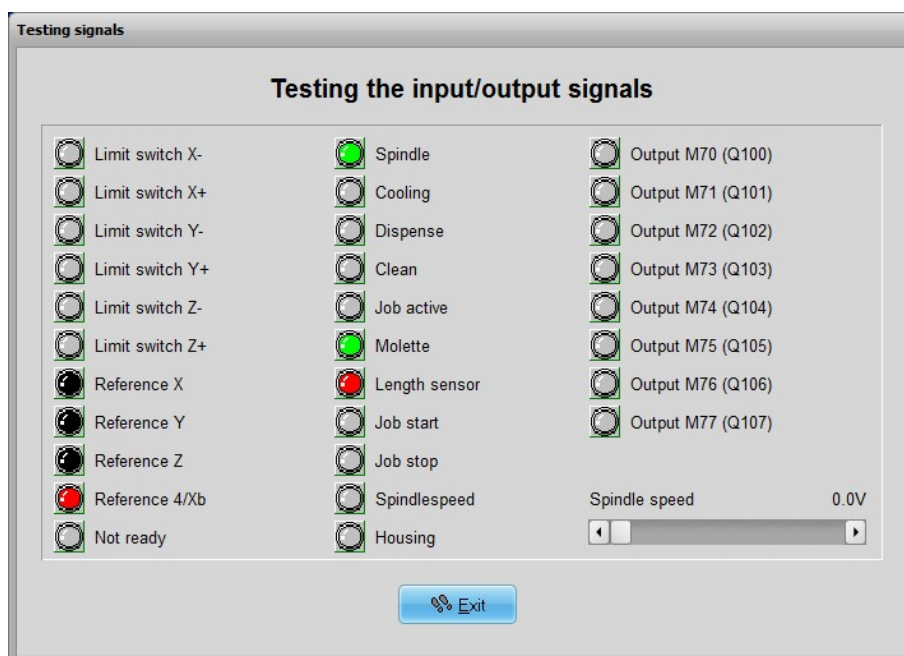 Testing signals
Testing the input/output signals
Limit switch X-
Limit switch X+
Limit switch Y-
Limit switch Y+
Limit switch Z-
Limit switch Z+
Reference X
Reference Y
Reference Z
Reference 4/Xb
Not ready
Spindle
Cooling
Dispense
Clean
Job active
Molette
Length sensor
Job start
Job stop
Spindlespeed
Housing
Output M70 (Q100)
Output M71 (Q101)
Output M72 (Q102)
Output M73 (Q103)
Output M74 (Q104)
Output M75 (Q105)
Output M76 (Q106)
Output M77 (Q107)
Spindle speed 0.0V
Exit